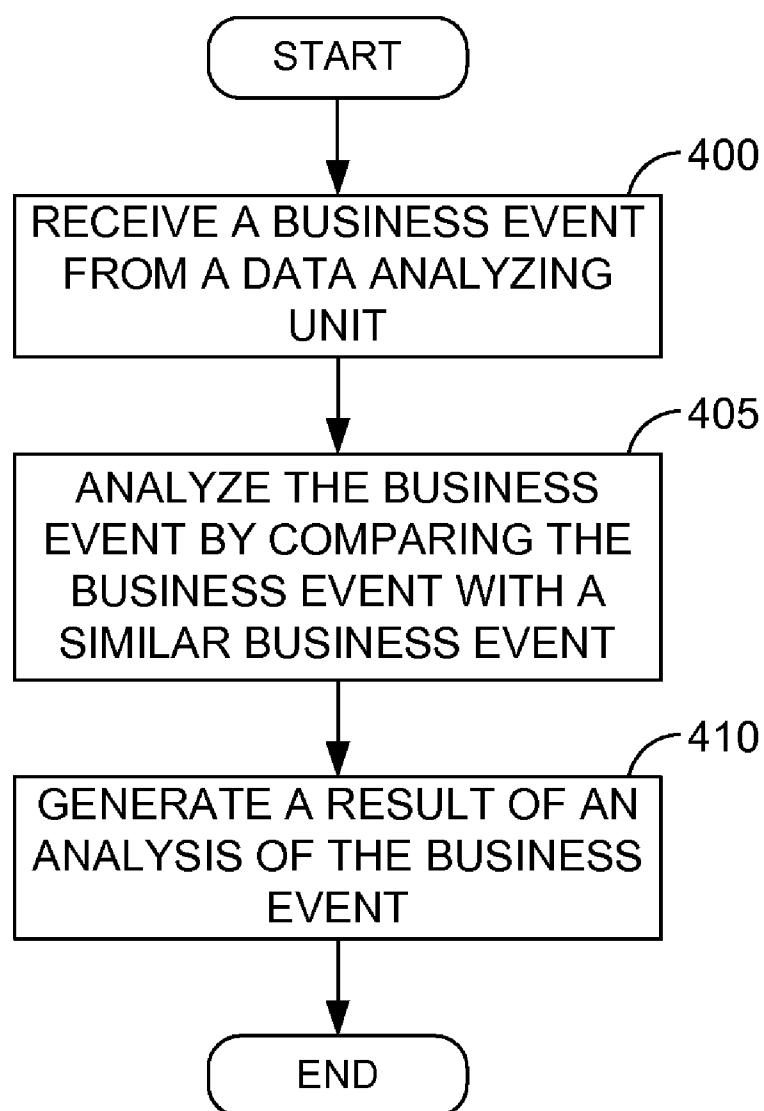 START
400
RECEIVE A BUSINESS EVENT
FROM A DATA ANALYZING
UNIT
405
ANALYZE THE BUSINESS
EVENT BY COMPARING THE
BUSINESS EVENT WITH A
SIMILAR BUSINESS EVENT
410
GENERATE A RESULT OF AN
ANALYSIS OF THE BUSINESS
EVENT
END